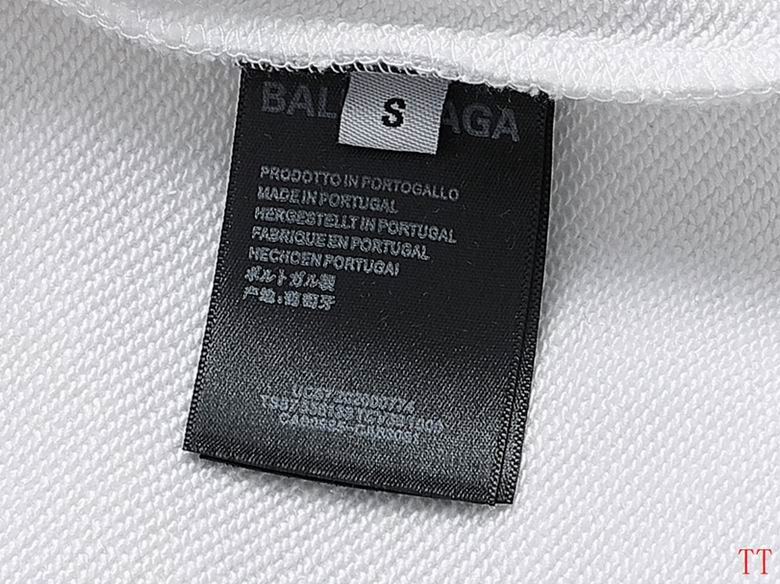 BAL AGA
S
PRODOTTO IN PORTOGALLO
MADE IN PORTUGAL
HERGESTELLT IN PORTUGAL
FABRIQUE EN PORTUGAL
HECHO EN PORTUGAL
ポルトガル製
产地:葡萄牙
TT